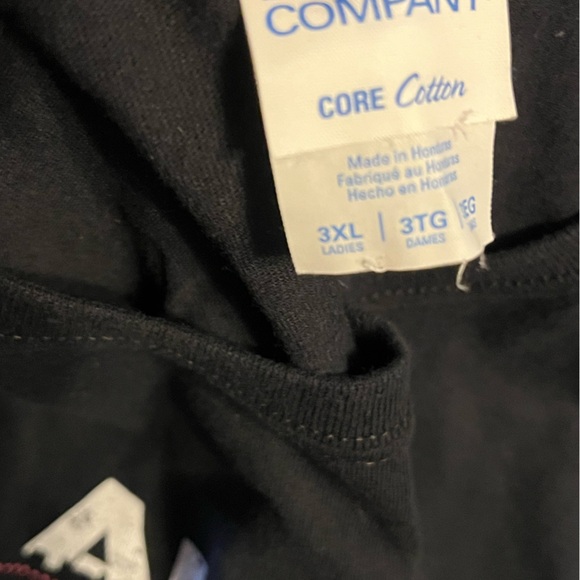 COMPANY
CORE Cotton
Made in Honduras
Fabriqué au Honduras
Hecho en Honduras
3XL | 3TG |
LADIES DAMES
A